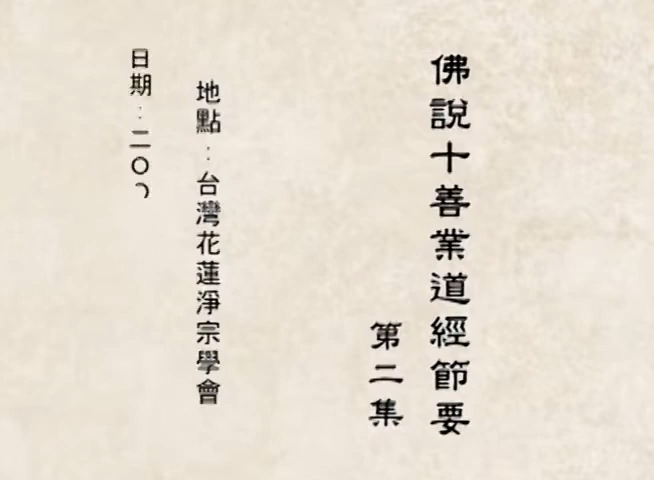 佛說十善業道經節要
第二集
地點：台灣花蓮淨宗學會
日期：二〇